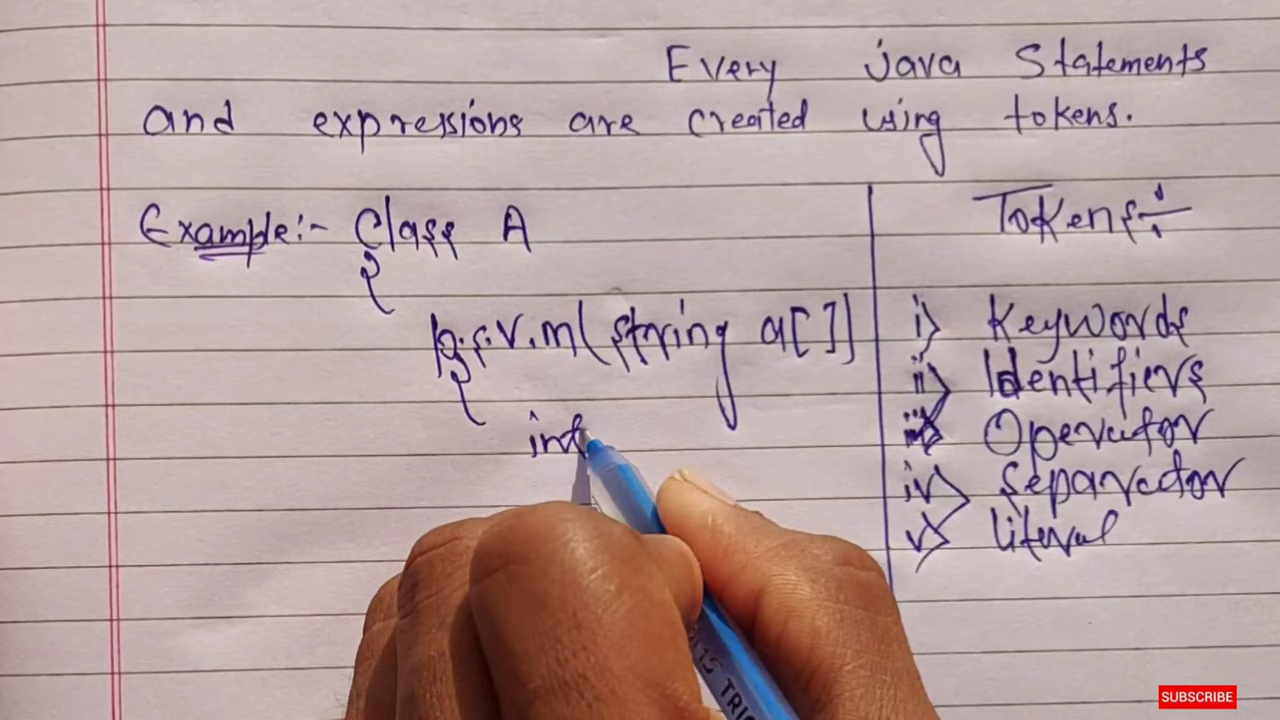 Every java Statements
and expressions are created using tokens.
Example:- Class A
{
p.s.v.m(string a[])
{
int
Tokens÷
i) Keywords
ii) Identifiers
iii) Operator
iv) Separator
v) literal
SUBSCRIBE